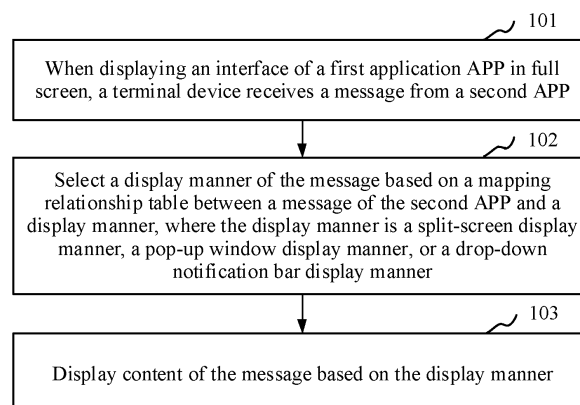 101
When displaying an interface of a first application APP in full
screen, a terminal device receives a message from a second APP
102
Select a display manner of the message based on a mapping
relationship table between a message of the second APP and a
display manner, where the display manner is a split-screen display
manner, a pop-up window display manner, or a drop-down
notification bar display manner
103
Display content of the message based on the display manner